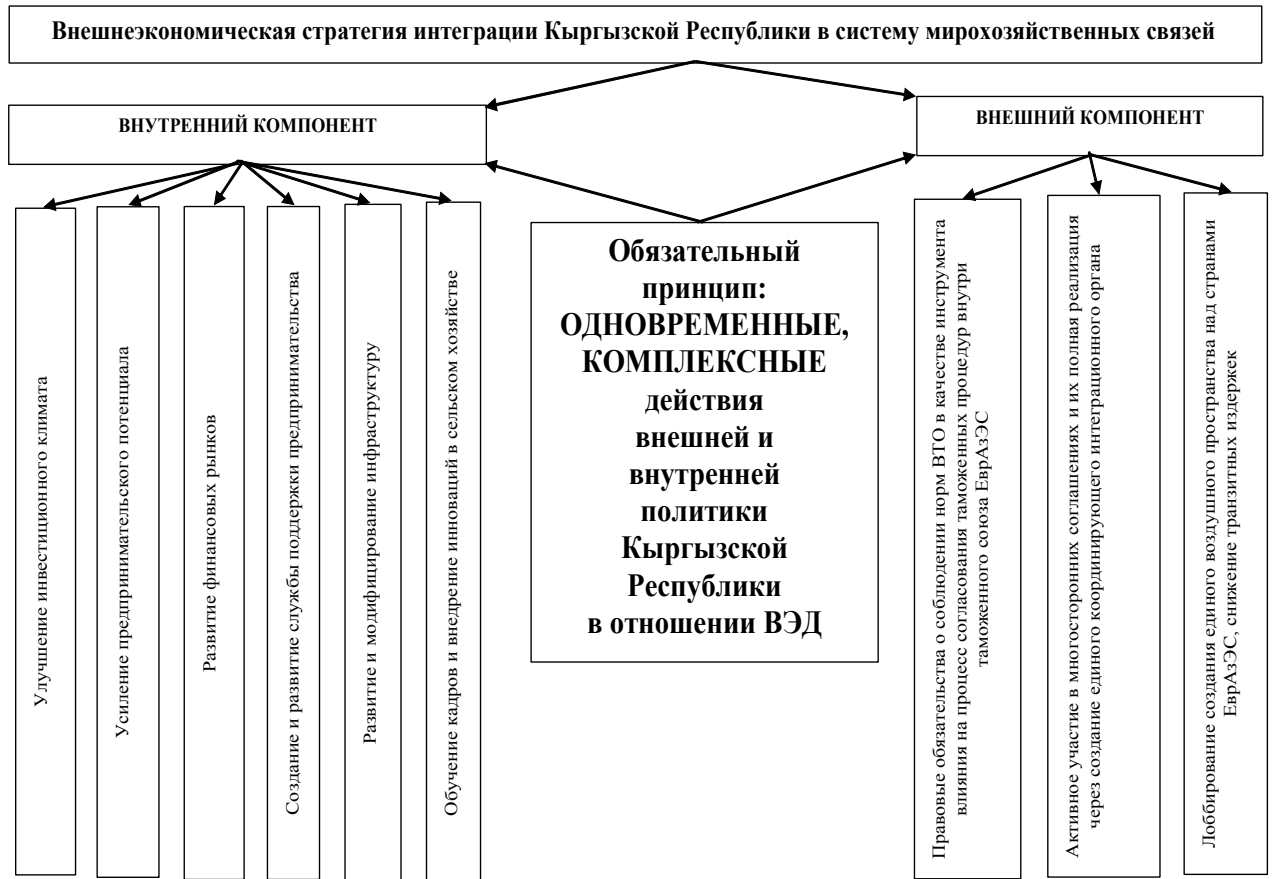 Внешнеэкономическая стратегия интеграции Кыргызской Республики в систему мирохозяйственных связей
ВНУТРЕННИЙ КОМПОНЕНТ
ВНЕШНИЙ КОМПОНЕНТ
Улучшение инвестиционного климата
Усиление предпринимательского потенциала
Развитие финансовых рынков
Создание и развитие службы поддержки предпринимательства
Развитие и модифицирование инфраструктуру
Обучение кадров и внедрение инноваций в сельском хозяйстве
Обязательный
принцип:
ОДНОВРЕМЕННЫЕ,
КОМПЛЕКСНЫЕ
действия
внешней и
внутренней
политики
Кыргызской
Республики
в отношении ВЭД
Правовые обязательства о соблюдении норм ВТО в качестве инструмента
влияния на процесс согласования таможенных процедур внутри
таможенного союза ЕврАзЭС
Активное участие в многосторонних соглашениях и их полная реализация
через создание единого координирующего интеграционного органа
Лоббирование создания единого воздушного пространства над странами
ЕврАзЭС, снижение транзитных издержек